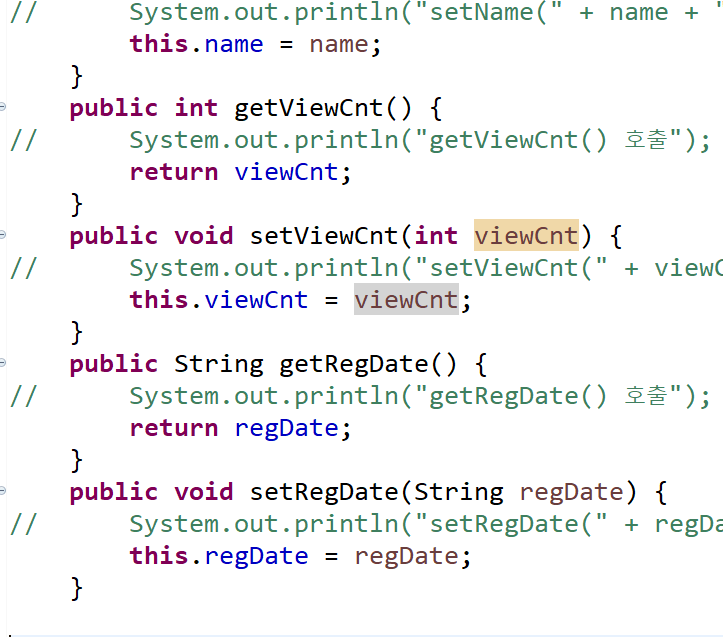 //      System.out.println("setName(" + name + "
        this.name = name;
    }
    public int getViewCnt() {
//      System.out.println("getViewCnt() 호출");
        return viewCnt;
    }
    public void setViewCnt(int viewCnt) {
//      System.out.println("setViewCnt(" + viewC
        this.viewCnt = viewCnt;
    }
    public String getRegDate() {
//      System.out.println("getRegDate() 호출");
        return regDate;
    }
    public void setRegDate(String regDate) {
//      System.out.println("setRegDate(" + regDa
        this.regDate = regDate;
    }